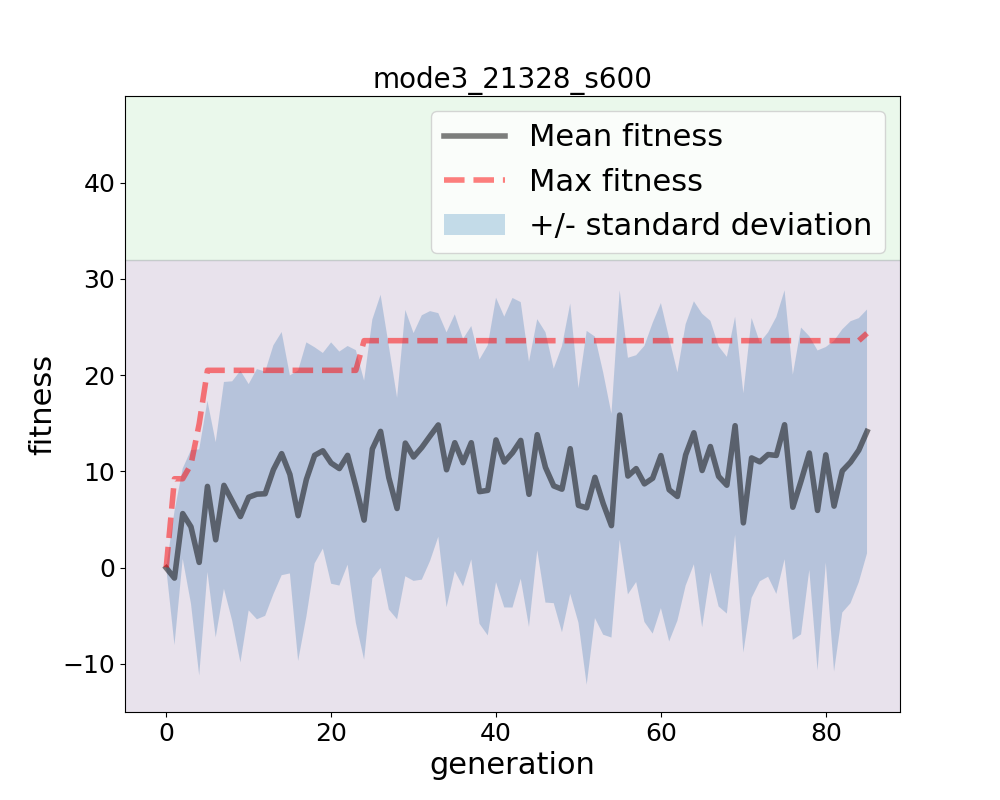 mode3_21328_s600
Mean fitness
Max fitness
+/- standard deviation
40
30
20
10
0
−10
fitness
0 20 40 60 80
generation